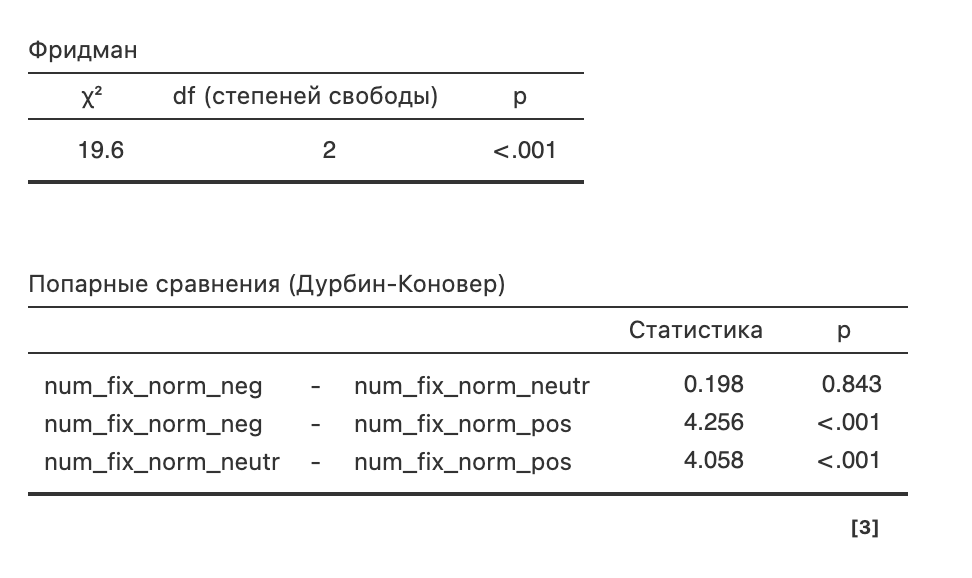 Фридман
χ² df (степеней свободы) p
19.6 2 <.001
Попарные сравнения (Дурбин-Коновер)
Статистика p
num_fix_norm_neg - num_fix_norm_neutr 0.198 0.843
num_fix_norm_neg - num_fix_norm_pos 4.256 <.001
num_fix_norm_neutr - num_fix_norm_pos 4.058 <.001
[3]